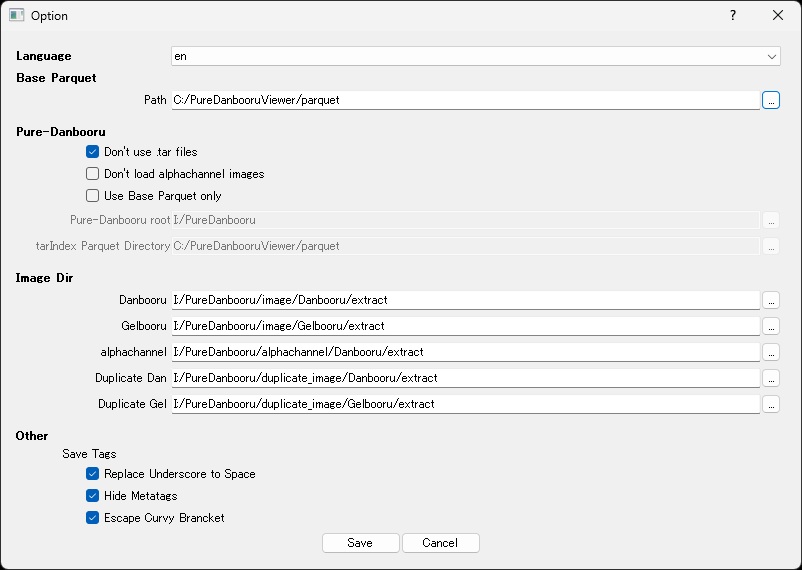 Option
Language en
Base Parquet
Path C:/PureDanbooruViewer/parquet ...
Pure-Danbooru
Don't use .tar files
Don't load alphachannel images
Use Base Parquet only
Pure-Danbooru root I:/PureDanbooru ...
tarIndex Parquet Directory C:/PureDanbooruViewer/parquet ...
Image Dir
Danbooru I:/PureDanbooru/image/Danbooru/extract ...
Gelbooru I:/PureDanbooru/image/Gelbooru/extract ...
alphachannel I:/PureDanbooru/alphachannel/Danbooru/extract ...
Duplicate Dan I:/PureDanbooru/duplicate_image/Danbooru/extract ...
Duplicate Gel I:/PureDanbooru/duplicate_image/Gelbooru/extract ...
Other
Save Tags
Replace Underscore to Space
Hide Metatags
Escape Curvy Brancket
Save Cancel